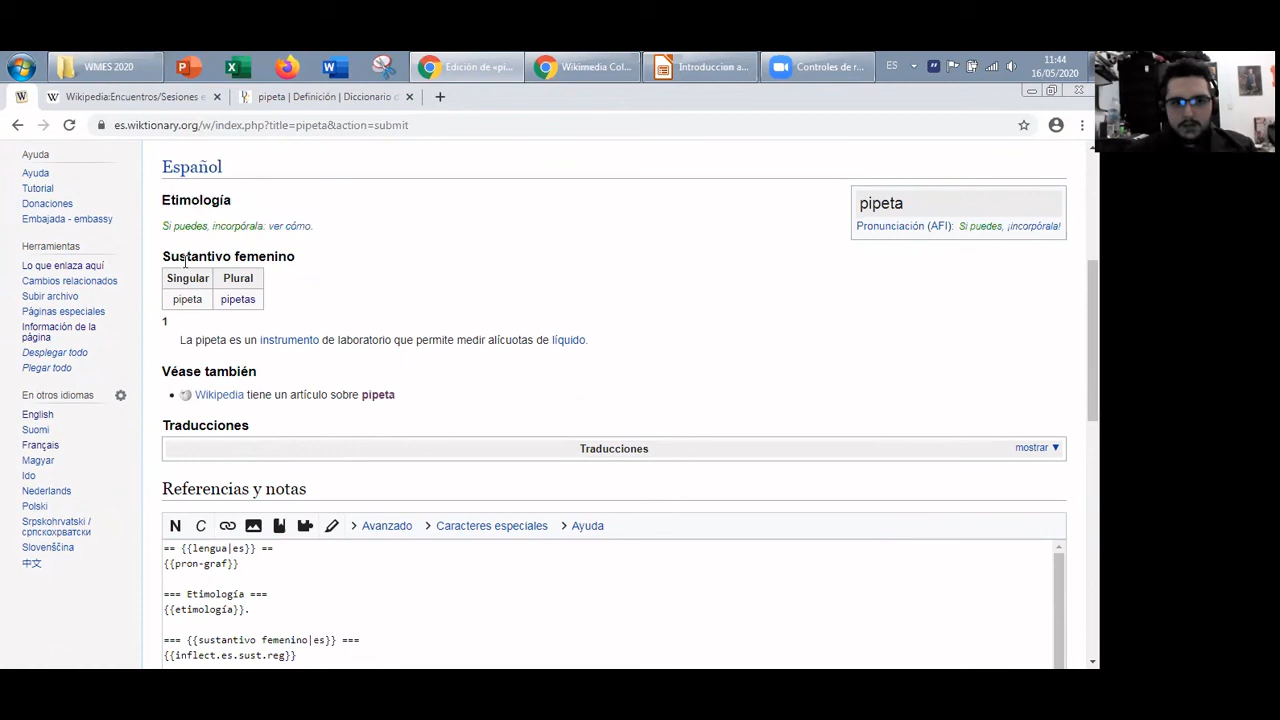 WMES 2020
Edición de «pi...
Wikimedia Col...
Introduccion a...
Controles de r...
ES
11:44
16/05/2020
Wikipedia:Encuentros/Sesiones e
pipeta | Definición | Diccionario d
es.wiktionary.org/w/index.php?title=pipeta&action=submit
Ayuda
Ayuda
Tutorial
Donaciones
Embajada - embassy
Herramientas
Lo que enlaza aquí
Cambios relacionados
Subir archivo
Páginas especiales
Información de la
página
Desplegar todo
Plegar todo
En otros idiomas
English
Suomi
Français
Magyar
Ido
Nederlands
Polski
Srpskohrvatski /
српскохрватски
Slovenščina
中文
Español
Etimología
Si puedes, incorpórala: ver cómo.
pipeta
Pronunciación (AFI): Si puedes, ¡incorpórala!
Sustantivo femenino
Singular Plural
pipeta pipetas
1
La pipeta es un instrumento de laboratorio que permite medir alícuotas de líquido.
Véase también
Wikipedia tiene un artículo sobre pipeta
Traducciones
Traducciones mostrar ▼
Referencias y notas
N C Avanzado Caracteres especiales Ayuda
== {{lengua|es}} ==
{{pron-graf}}
=== Etimología ===
{{etimología}}.
=== {{sustantivo femenino|es}} ===
{{inflect.es.sust.reg}}